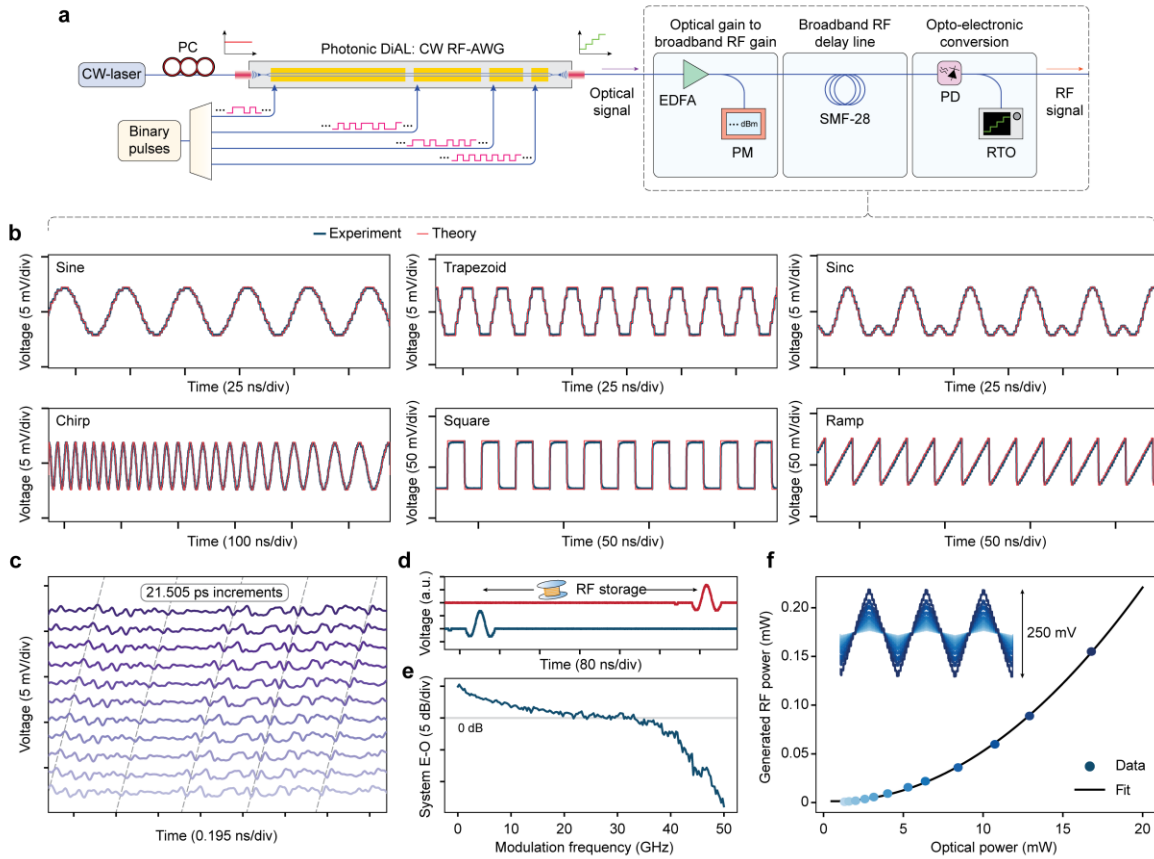 a
PC
CW-laser
Photonic DiAL: CW RF-AWG
Binary
pulses
Optical
signal
Optical gain to
broadband RF gain
EDFA
••• dBm
PM
Broadband RF
delay line
SMF-28
Opto-electronic
conversion
PD
RTO
RF
signal
b
Experiment
Theory
Voltage (5 mV/div)
Sine
Time (25 ns/div)
Voltage (5 mV/div)
Trapezoid
Time (25 ns/div)
Voltage (5 mV/div)
Sinc
Time (25 ns/div)
Voltage (5 mV/div)
Chirp
Time (100 ns/div)
Voltage (50 mV/div)
Square
Time (50 ns/div)
Voltage (50 mV/div)
Ramp
Time (50 ns/div)
c
21.505 ps increments
Voltage (5 mV/div)
Time (0.195 ns/div)
d
RF storage
Voltage (a.u.)
Time (80 ns/div)
e
System E-O (5 dB/div)
0 dB
0 10 20 30 40 50
Modulation frequency (GHz)
f
Generated RF power (mW)
0.20
0.15
0.10
0.05
0
250 mV
Data
Fit
0 5 10 15 20
Optical power (mW)